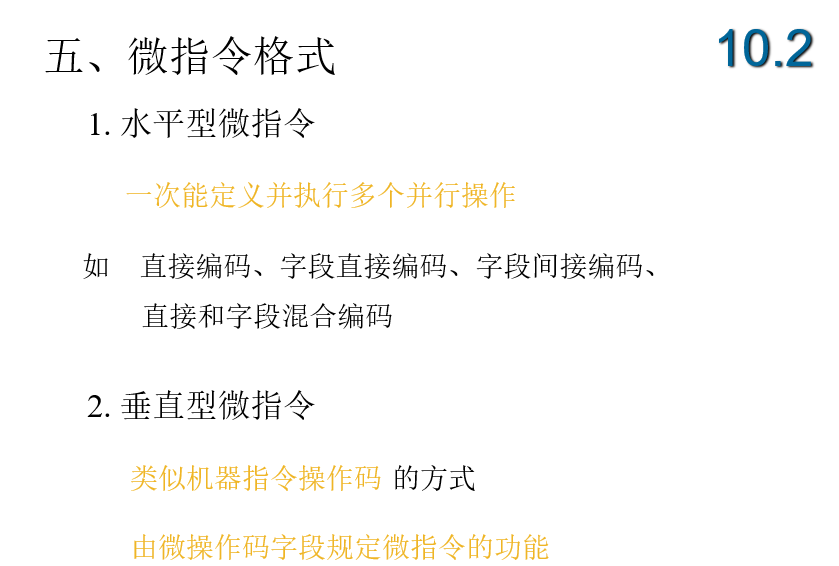 五、微指令格式
10.2
1. 水平型微指令
一次能定义并执行多个并行操作
如 直接编码、字段直接编码、字段间接编码、
直接和字段混合编码
2. 垂直型微指令
类似机器指令操作码 的方式
由微操作码字段规定微指令的功能